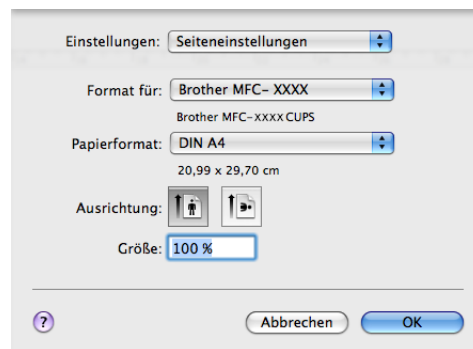 Einstellungen: Seiteneinstellungen
Format für: Brother MFC- XXXX
Brother MFC-XXXX CUPS
Papierformat: DIN A4
20,99 x 29,70 cm
Ausrichtung:
Größe: 100 %
? Abbrechen OK